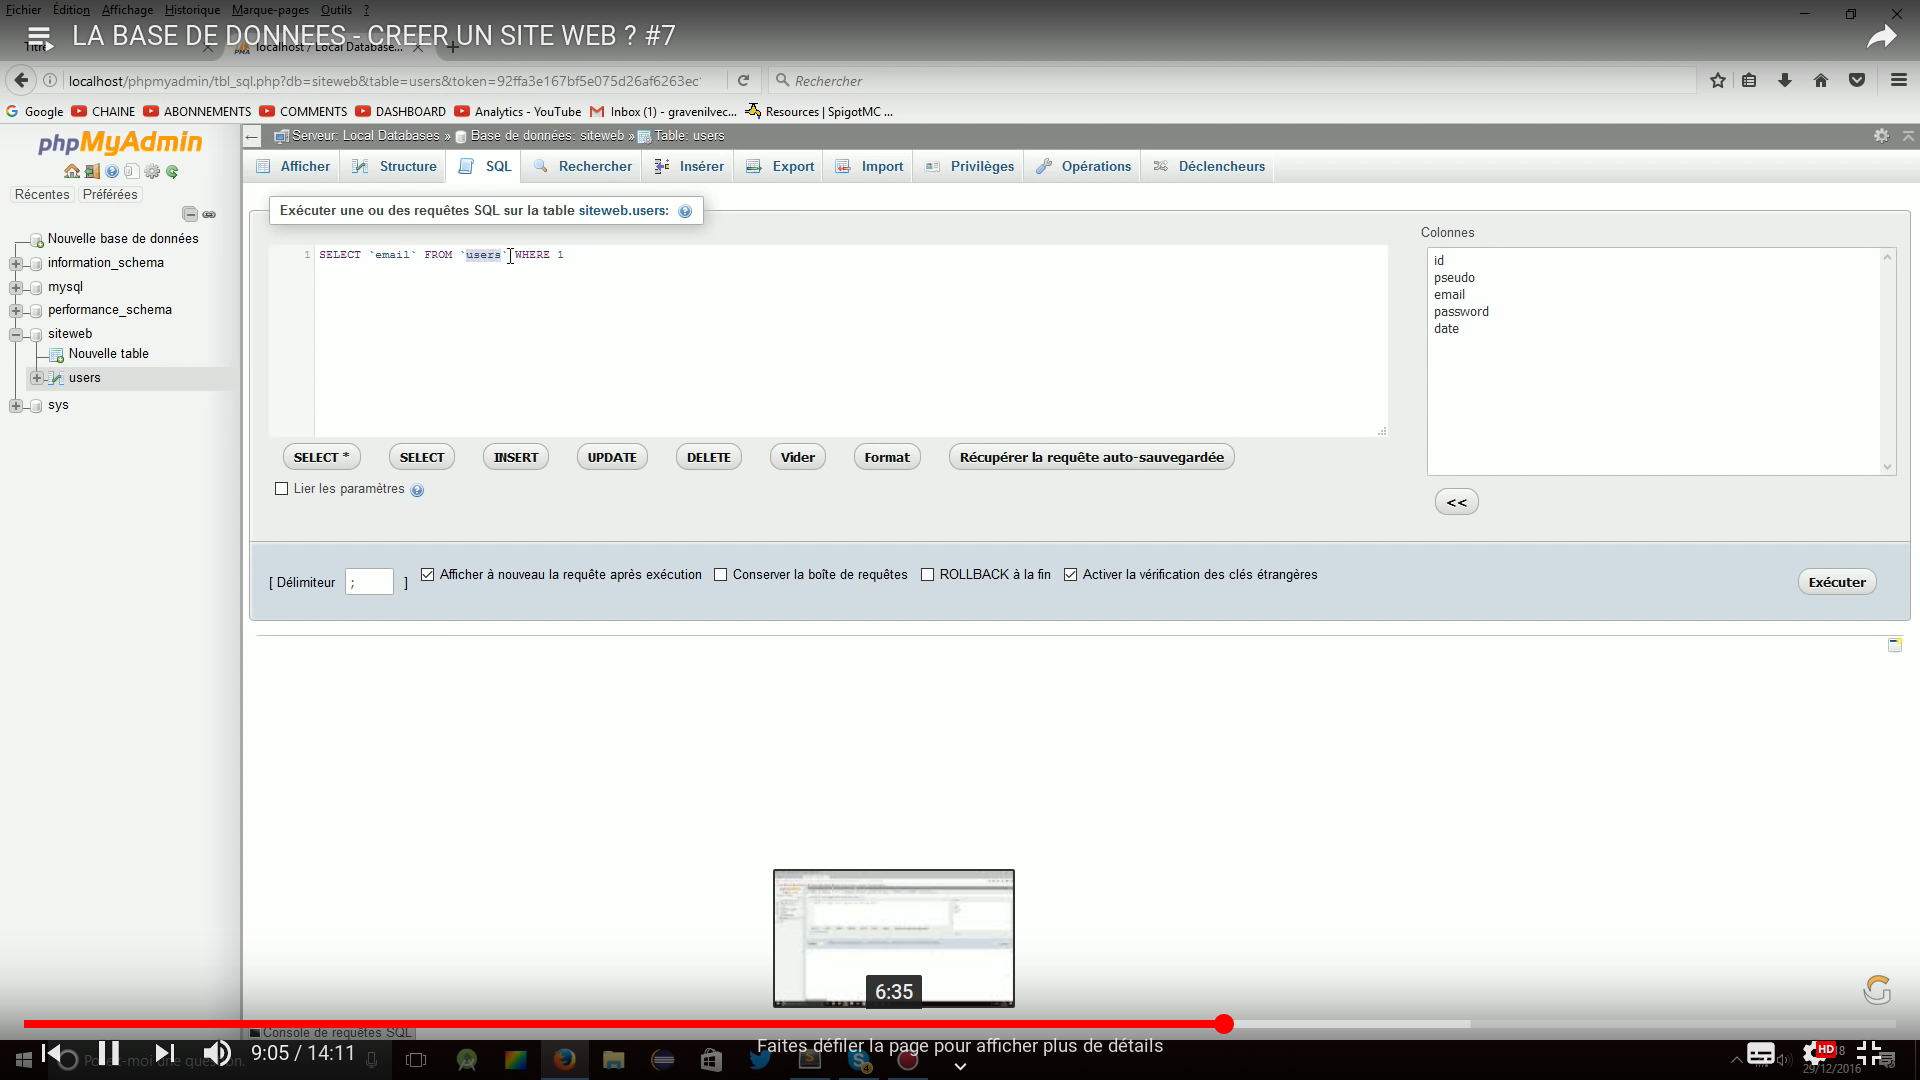 Fichier Édition Affichage Historique Marque-pages Outils ?
LA BASE DE DONNEES - CREER UN SITE WEB ? #7
localhost / Local Database...
localhost/phpmyadmin/tbl_sql.php?db=siteweb&table=users&token=92ffa3e167bf5e075d26af6263ec
Rechercher
Google CHAINE ABONNEMENTS COMMENTS DASHBOARD Analytics - YouTube Inbox (1) - gravenilvec... Resources | SpigotMC ...
phpMyAdmin
Récentes Préférées
Nouvelle base de données
information_schema
mysql
performance_schema
siteweb
Nouvelle table
users
sys
Serveur: Local Databases » Base de données: siteweb » Table: users
Afficher Structure SQL Rechercher Insérer Export Import Privilèges Opérations Déclencheurs
Exécuter une ou des requêtes SQL sur la table siteweb.users:
1 SELECT `email` FROM `users` WHERE 1
Colonnes
id
pseudo
email
password
date
<<
SELECT * SELECT INSERT UPDATE DELETE Vider Format Récupérer la requête auto-sauvegardée
Lier les paramètres
[ Délimiteur ; ] Afficher à nouveau la requête après exécution Conserver la boîte de requêtes ROLLBACK à la fin Activer la vérification des clés étrangères
Exécuter
6:35
Console de requêtes SQL
9:05 / 14:11
Faites défiler la page pour afficher plus de détails
HD
29/12/2016